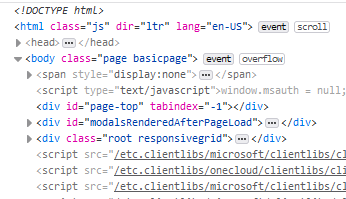 <!DOCTYPE html>
<html class="js" dir="ltr" lang="en-US"> event scroll
<head>⋯</head>
<body class="page basicpage"> event overflow
<span style="display:none">⋯</span>
<script type="text/javascript">window.msauth = null;
<div id="page-top" tabindex="-1"></div>
<div id="modalsRenderedAfterPageLoad">⋯</div>
<div class="root responsivegrid">⋯</div>
<script src="/etc.clientlibs/microsoft/clientlibs/c
<script src="/etc.clientlibs/onecloud/clientlibs/cl
<script src="/etc.clientlibs/microsoft/clientlibs/c